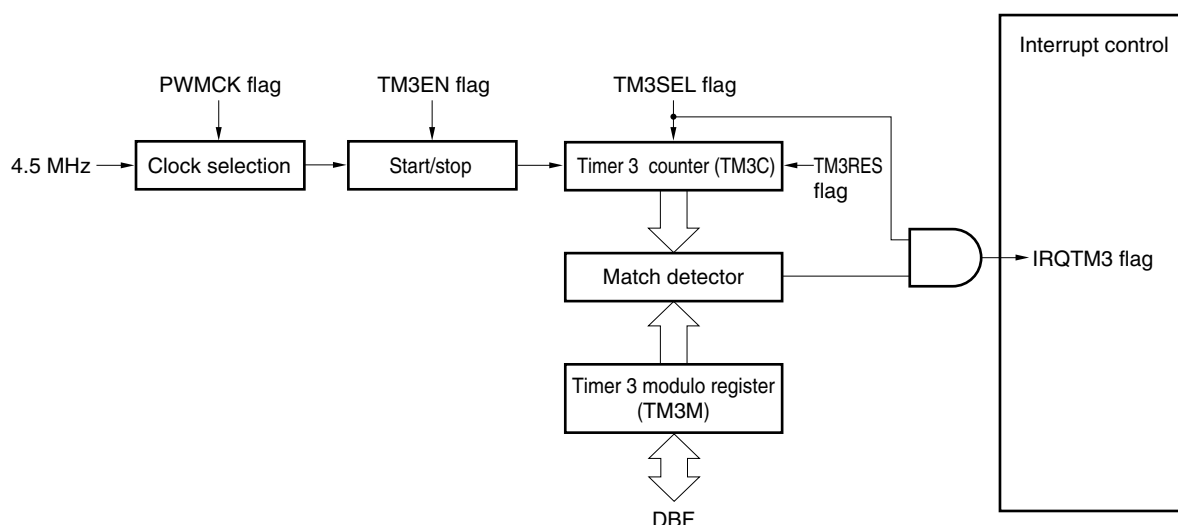 Interrupt control
PWMCK flag
TM3EN flag
TM3SEL flag
4.5 MHz
Clock selection
Start/stop
Timer 3 counter (TM3C)
TM3RES
flag
Match detector
IRQTM3 flag
Timer 3 modulo register
(TM3M)
DBF